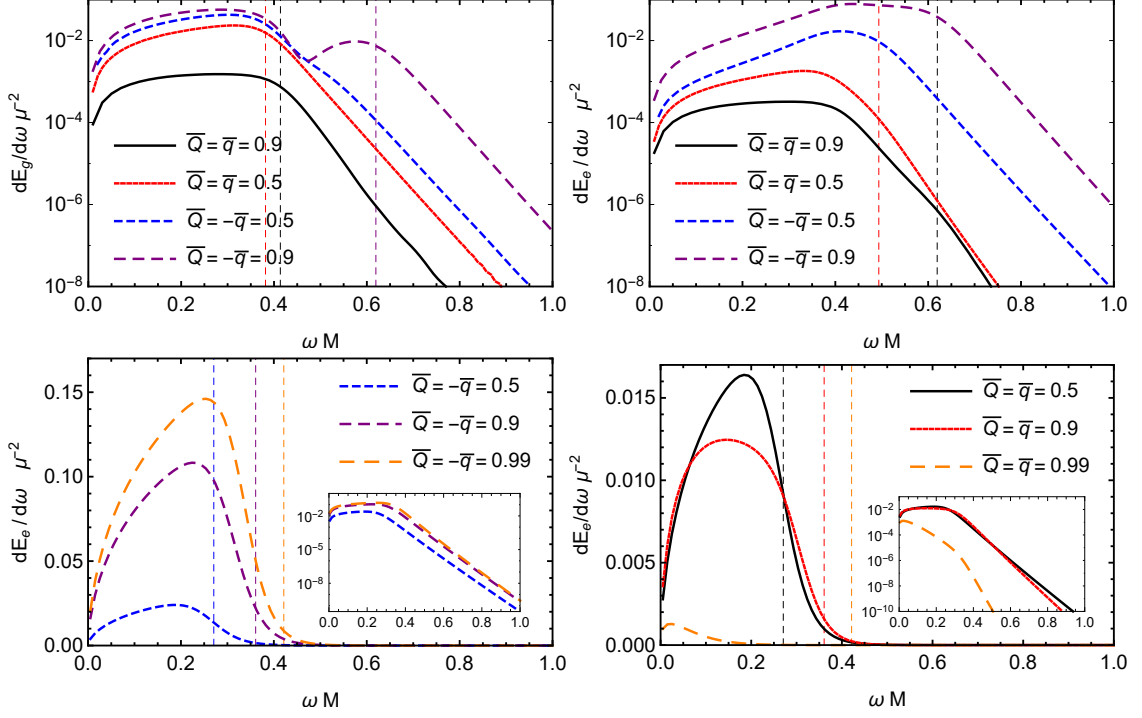 dE_g/dω μ⁻²
10⁻²
10⁻⁴
10⁻⁶
10⁻⁸
Q̅ = q̅ = 0.9
Q̅ = q̅ = 0.5
Q̅ = -q̅ = 0.5
Q̅ = -q̅ = 0.9
0.0 0.2 0.4 0.6 0.8 1.0
ω M
dE_e/dω μ⁻²
10⁻²
10⁻⁴
10⁻⁶
10⁻⁸
Q̅ = q̅ = 0.9
Q̅ = q̅ = 0.5
Q̅ = -q̅ = 0.5
Q̅ = -q̅ = 0.9
0.0 0.2 0.4 0.6 0.8 1.0
ω M
dE_e/dω μ⁻²
0.15
0.10
0.05
0.00
Q̅ = -q̅ = 0.5
Q̅ = -q̅ = 0.9
Q̅ = -q̅ = 0.99
10⁻²
10⁻⁵
10⁻⁸
0.0 0.2 0.4 0.6 0.8 1.0
0.0 0.2 0.4 0.6 0.8 1.0
ω M
dE_e/dω μ⁻²
0.015
0.010
0.005
0.000
Q̅ = q̅ = 0.5
Q̅ = q̅ = 0.9
Q̅ = q̅ = 0.99
10⁻²
10⁻⁴
10⁻⁶
10⁻⁸
10⁻¹⁰
0.0 0.2 0.4 0.6 0.8 1.0
0.0 0.2 0.4 0.6 0.8 1.0
ω M